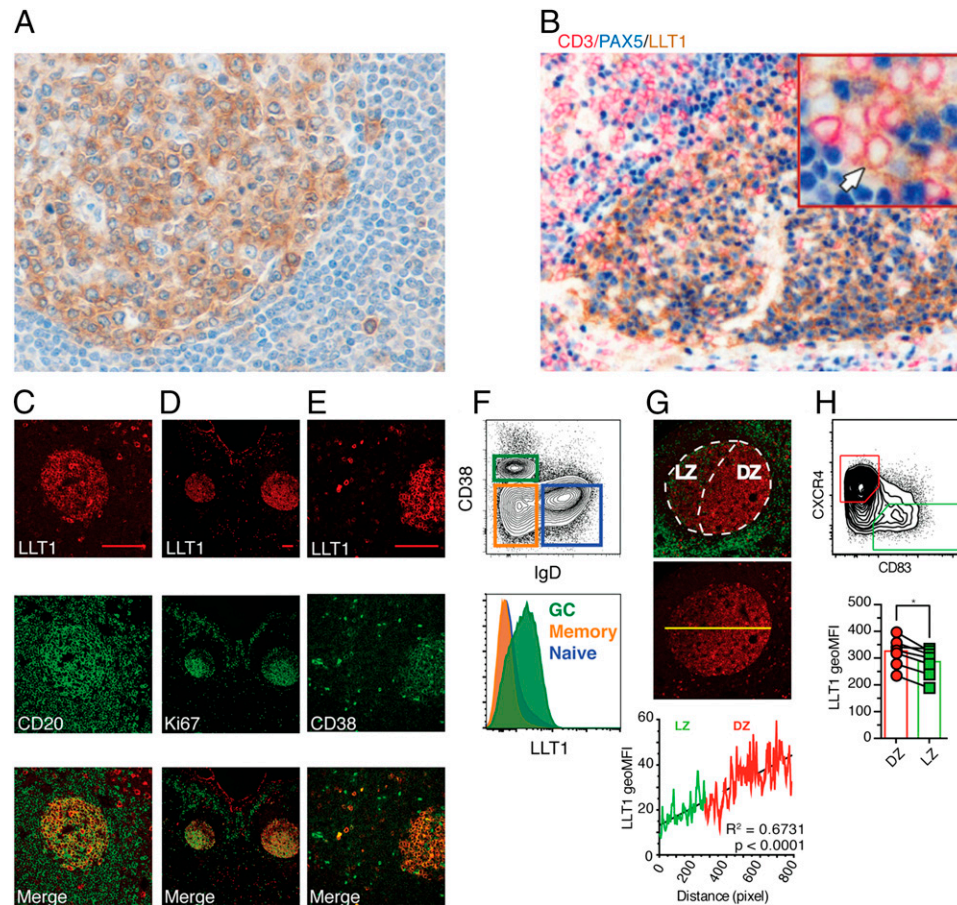 A
B
CD3/PAX5/LLT1
C
D
E
F
G
H
LLT1
LLT1
LLT1
CD20
Ki67
CD38
Merge
Merge
Merge
CD38
IgD
GC
Memory
Naive
LLT1
LZ
DZ
LZ
DZ
LLT1 geoMFI
60
40
20
0
R² = 0.6731
p < 0.0001
0
200
400
600
800
Distance (pixel)
CXCR4
CD83
*
LLT1 geoMFI
500
400
300
200
100
0
DZ
LZ